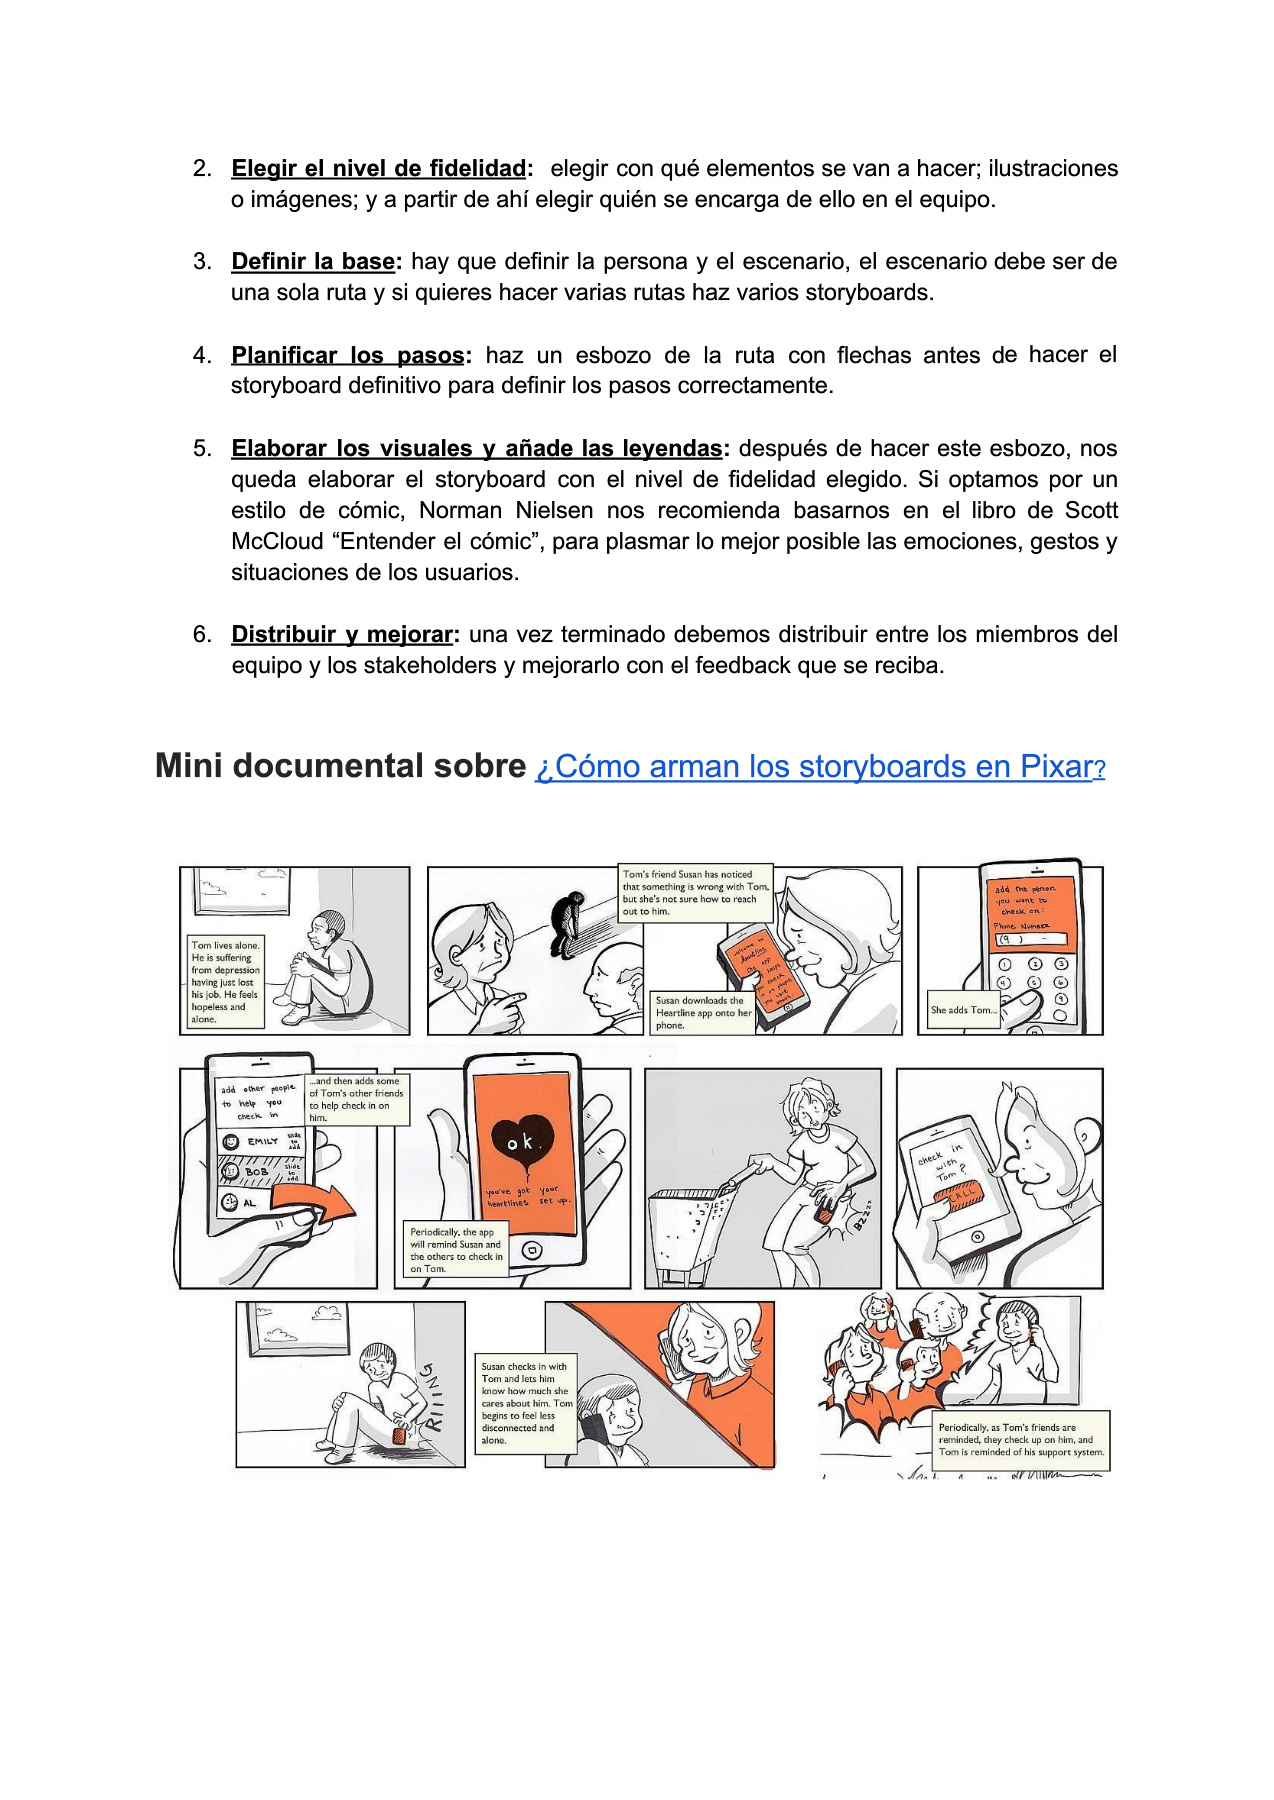 2. Elegir el nivel de fidelidad: elegir con qué elementos se van a hacer; ilustraciones
o imágenes; y a partir de ahí elegir quién se encarga de ello en el equipo.
3. Definir la base: hay que definir la persona y el escenario, el escenario debe ser de
una sola ruta y si quieres hacer varias rutas haz varios storyboards.
4. Planificar los pasos: haz un esbozo de la ruta con flechas antes de hacer el
storyboard definitivo para definir los pasos correctamente.
5. Elaborar los visuales y añade las leyendas: después de hacer este esbozo, nos
queda elaborar el storyboard con el nivel de fidelidad elegido. Si optamos por un
estilo de cómic, Norman Nielsen nos recomienda basarnos en el libro de Scott
McCloud “Entender el cómic”, para plasmar lo mejor posible las emociones, gestos y
situaciones de los usuarios.
6. Distribuir y mejorar: una vez terminado debemos distribuir entre los miembros del
equipo y los stakeholders y mejorarlo con el feedback que se reciba.
Mini documental sobre ¿Cómo arman los storyboards en Pixar?
Tom lives alone.
He is suffering
from depression
having just lost
his job. He feels
hopeless and
alone.
Tom's friend Susan has noticed
that something is wrong with Tom,
but she's not sure how to reach
out to him.
welcome to
Heartline
Susan downloads the
Heartline app onto her
phone.
add the person
you want to
check on:
Phone Number
(9 ) -
1 2 3
4 5 6
9
She adds Tom...
add other people
to help you
check in
EMILY slide to add
BOB slide to add
AL
...and then adds some
of Tom's other friends
to help check in on
him.
ok.
you've got your
heartlines set up.
Periodically, the app
will remind Susan and
the others to check in
on Tom.
BZZZZ
check in
with
Tom?
CALL
RIIING
Susan checks in with
Tom and lets him
know how much she
cares about him. Tom
begins to feel less
disconnected and
alone.
Periodically, as Tom's friends are
reminded, they check up on him, and
Tom is reminded of his support system.